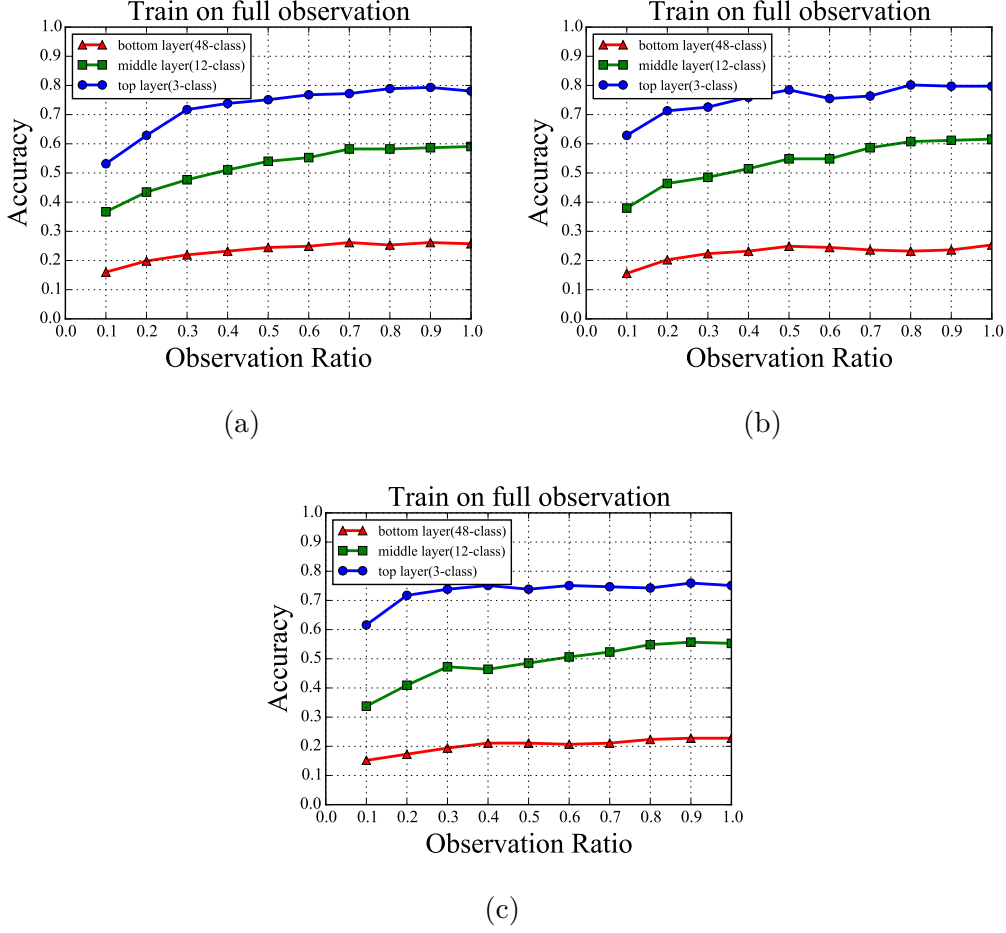 Train on full observation
bottom layer(48-class)
middle layer(12-class)
top layer(3-class)
1.0
0.9
0.8
0.7
0.6
0.5
0.4
0.3
0.2
0.1
0.0
Accuracy
0.0 0.1 0.2 0.3 0.4 0.5 0.6 0.7 0.8 0.9 1.0
Observation Ratio
(a)
Train on full observation
bottom layer(48-class)
middle layer(12-class)
top layer(3-class)
1.0
0.9
0.8
0.7
0.6
0.5
0.4
0.3
0.2
0.1
0.0
Accuracy
0.0 0.1 0.2 0.3 0.4 0.5 0.6 0.7 0.8 0.9 1.0
Observation Ratio
(b)
Train on full observation
bottom layer(48-class)
middle layer(12-class)
top layer(3-class)
1.0
0.9
0.8
0.7
0.6
0.5
0.4
0.3
0.2
0.1
0.0
Accuracy
0.0 0.1 0.2 0.3 0.4 0.5 0.6 0.7 0.8 0.9 1.0
Observation Ratio
(c)